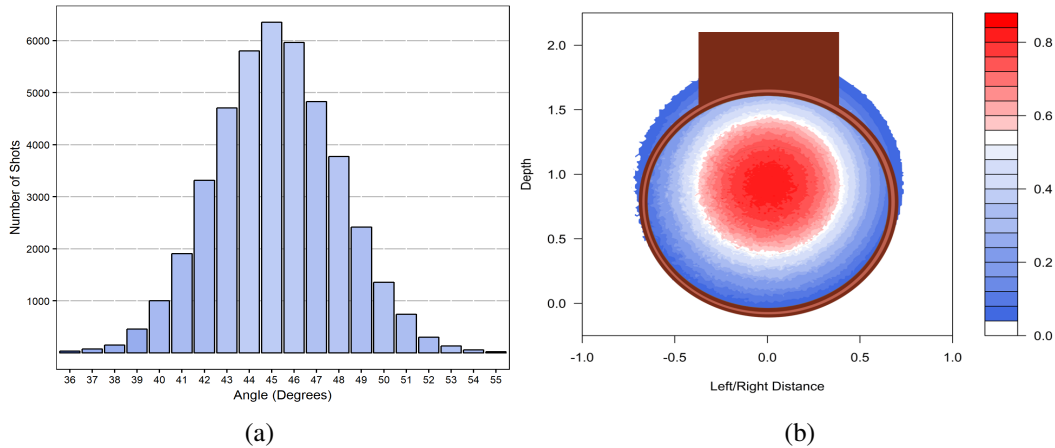 Number of Shots
6000
5000
4000
3000
2000
1000
36 37 38 39 40 41 42 43 44 45 46 47 48 49 50 51 52 53 54 55
Angle (Degrees)
(a)
Depth
2.0
1.5
1.0
0.5
0.0
-1.0 -0.5 0.0 0.5 1.0
Left/Right Distance
0.8
0.6
0.4
0.2
0.0
(b)